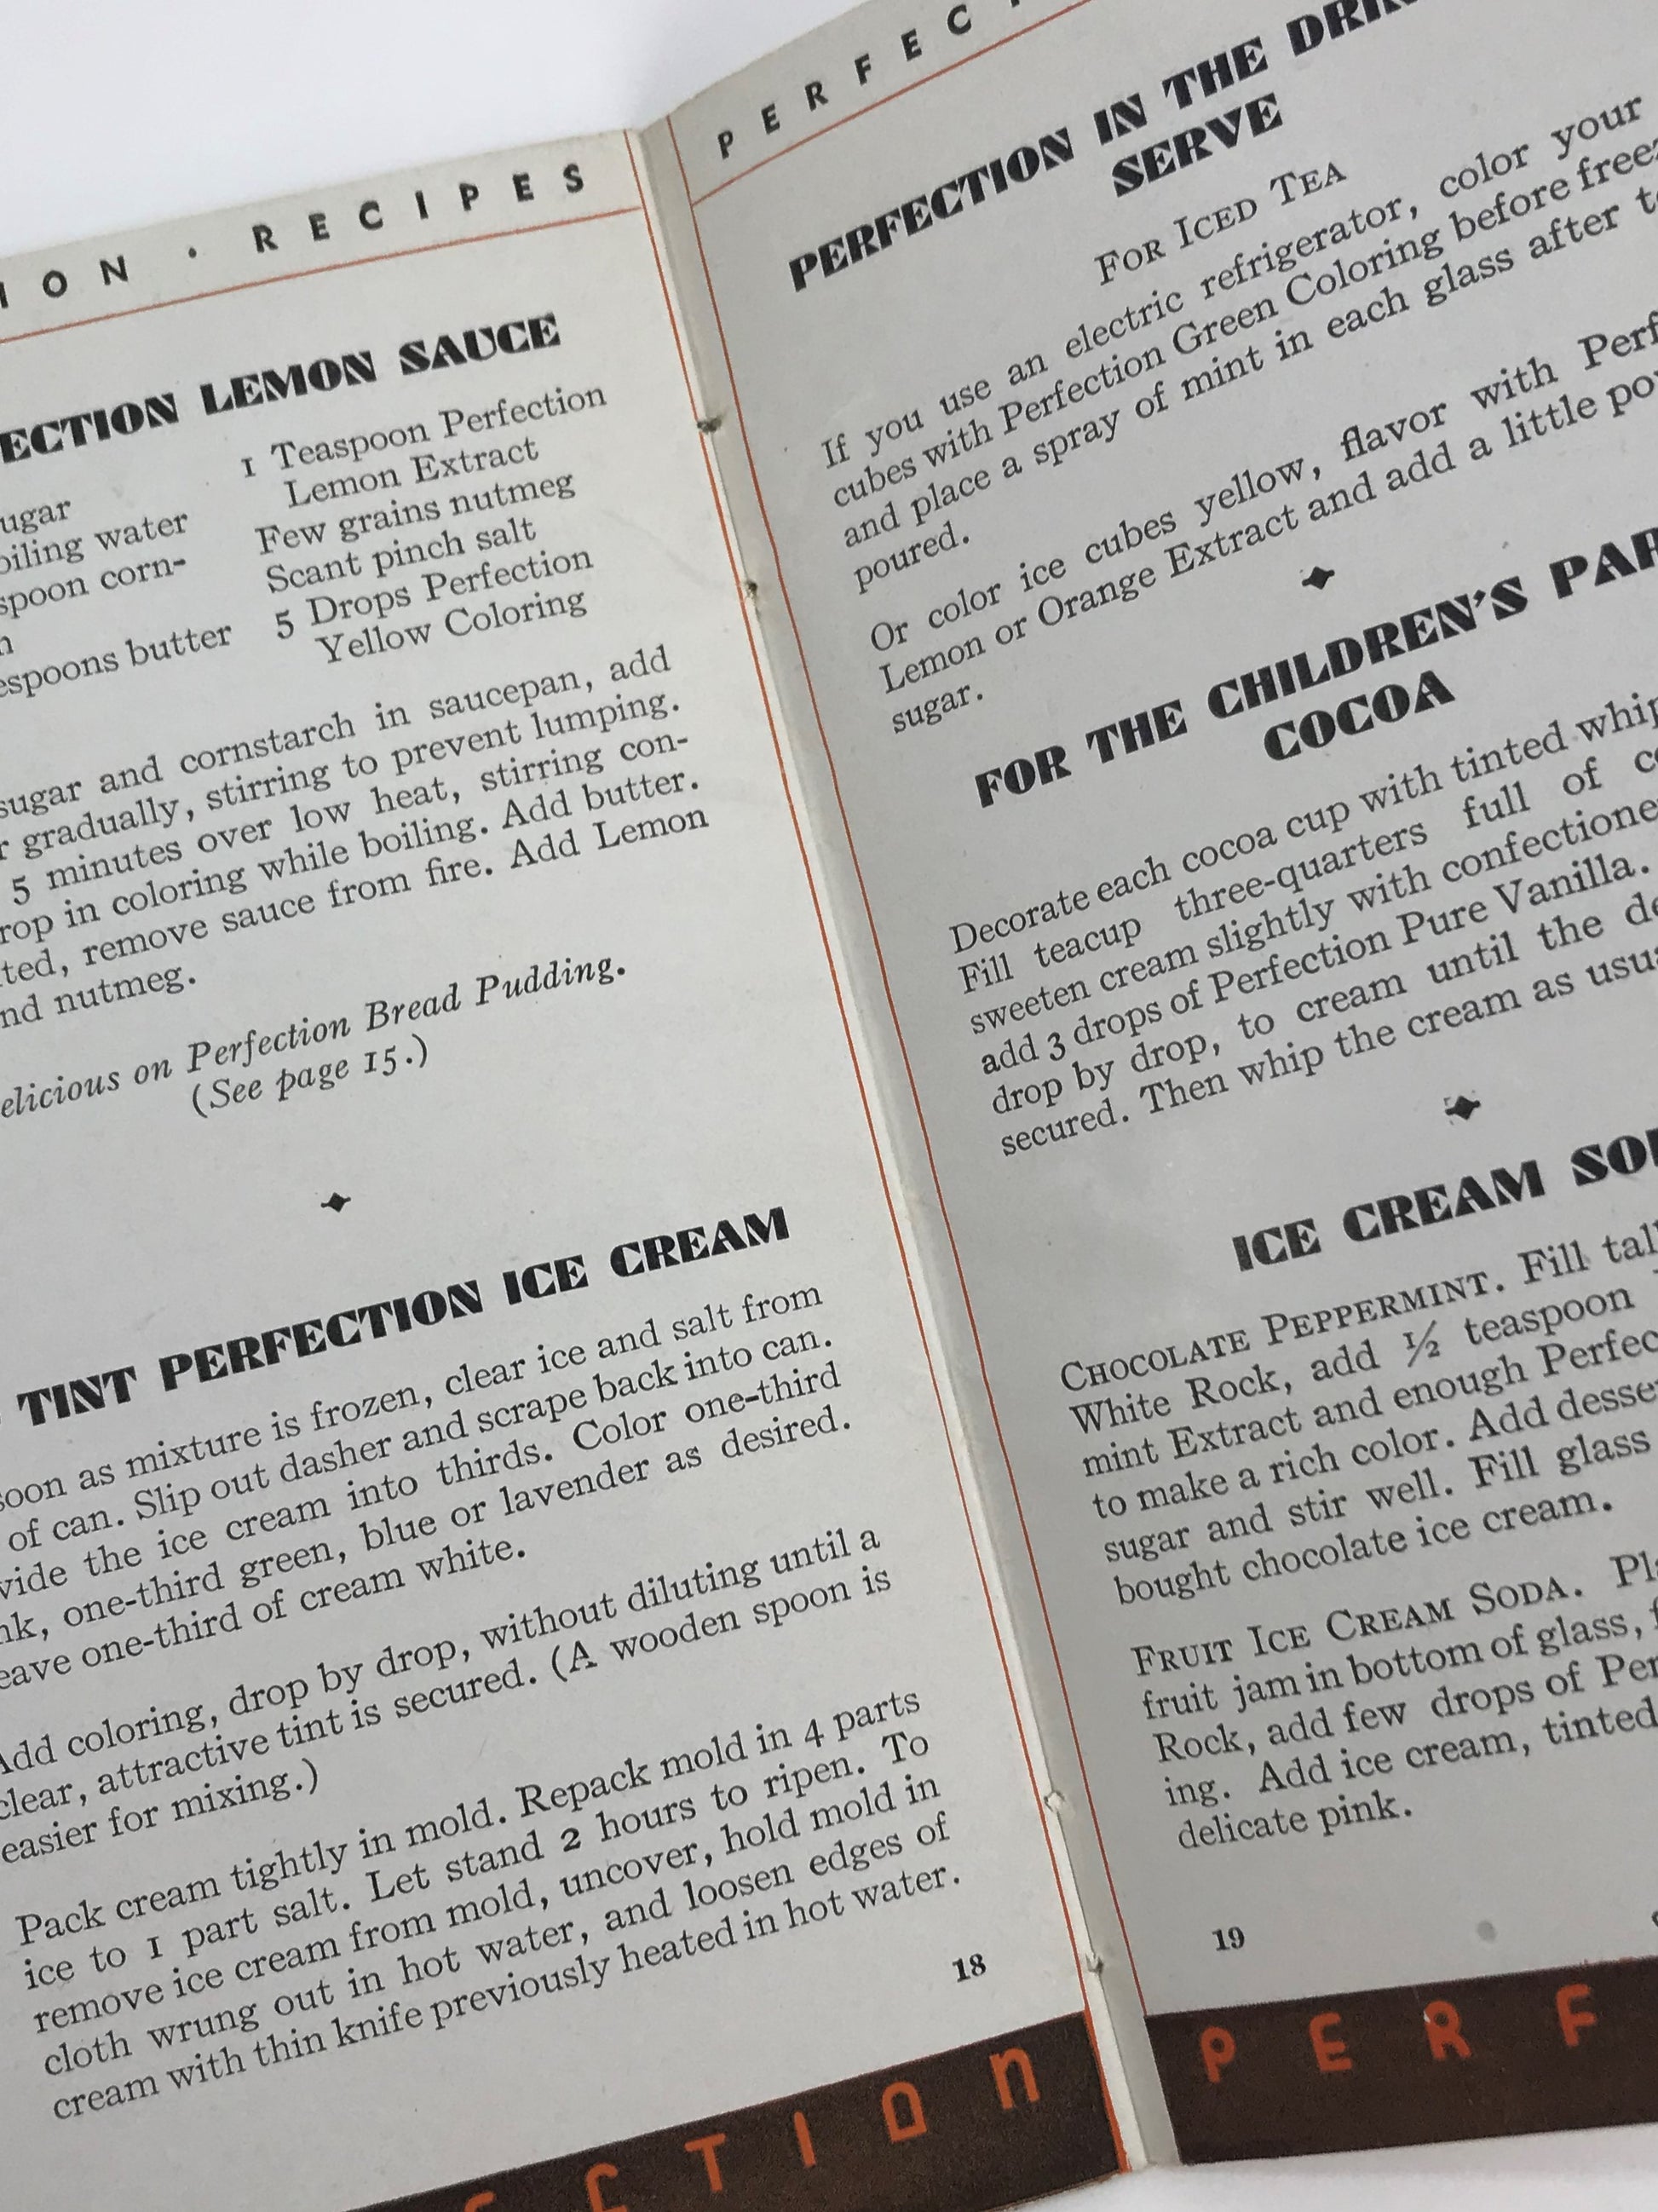 ION · RECIPES
ECTION LEMON SAUCE
ugar
oiling water
spoon corn-
espoons butter
1 Teaspoon Perfection
Lemon Extract
Few grains nutmeg
Scant pinch salt
5 Drops Perfection
Yellow Coloring
sugar and cornstarch in saucepan, add
r gradually, stirring to prevent lumping.
5 minutes over low heat, stirring con-
rop in coloring while boiling. Add butter.
ted, remove sauce from fire. Add Lemon
nd nutmeg.
elicious on Perfection Bread Pudding.
(See page 15.)
TINT PERFECTION ICE CREAM
soon as mixture is frozen, clear ice and salt from
of can. Slip out dasher and scrape back into can.
vide the ice cream into thirds. Color one-third
nk, one-third green, blue or lavender as desired.
eave one-third of cream white.
Add coloring, drop by drop, without diluting until a
clear, attractive tint is secured. (A wooden spoon is
easier for mixing.)
Pack cream tightly in mold. Repack mold in 4 parts
ice to 1 part salt. Let stand 2 hours to ripen. To
remove ice cream from mold, uncover, hold mold in
cloth wrung out in hot water, and loosen edges of
cream with thin knife previously heated in hot water.
18
CTION
PERFEC
PERFECTION IN THE DRIN
SERVE
FOR ICED TEA
If you use an electric refrigerator, color your
cubes with Perfection Green Coloring before freez
and place a spray of mint in each glass after t
poured.
Or color ice cubes yellow, flavor with Perf
Lemon or Orange Extract and add a little po
sugar.
FOR THE CHILDREN'S PAR
COCOA
Decorate each cocoa cup with tinted whip
Fill teacup three-quarters full of c
sweeten cream slightly with confectione
add 3 drops of Perfection Pure Vanilla.
drop by drop, to cream until the de
secured. Then whip the cream as usu
ICE CREAM SO
CHOCOLATE PEPPERMINT. Fill tal
White Rock, add ½ teaspoon
mint Extract and enough Perfec
to make a rich color. Add desse
sugar and stir well. Fill glass
bought chocolate ice cream.
FRUIT ICE CREAM SODA. Pl
fruit jam in bottom of glass, f
Rock, add few drops of Per
ing. Add ice cream, tinted
delicate pink.
19
PERF